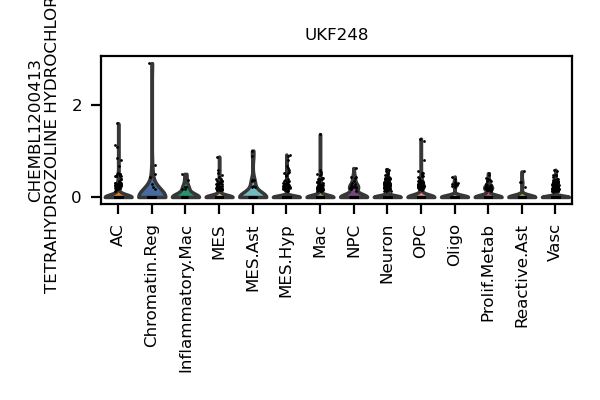 UKF248
CHEMBL1200413
TETRAHYDROZOLINE HYDROCHLOR
2
0
AC
Chromatin.Reg
Inflammatory.Mac
MES
MES.Ast
MES.Hyp
Mac
NPC
Neuron
OPC
Oligo
Prolif.Metab
Reactive.Ast
Vasc